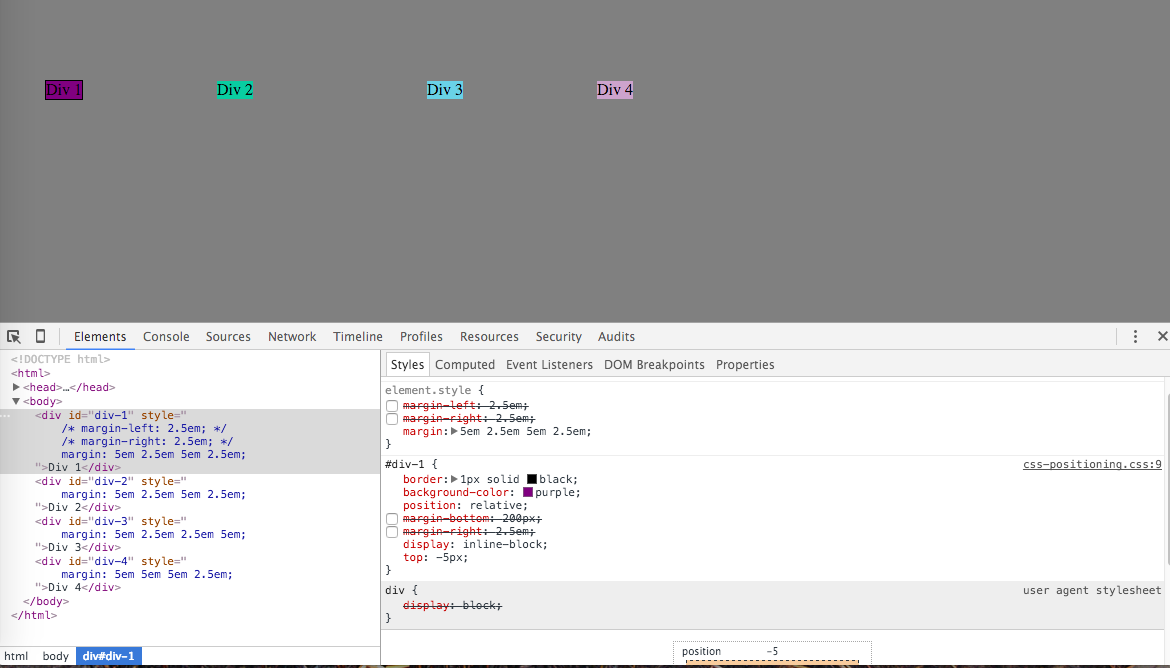 Div 1 Div 2 Div 3 Div 4
Elements Console Sources Network Timeline Profiles Resources Security Audits
<!DOCTYPE html>
<html>
<head>…</head>
<body>
<div id="div-1" style="
/* margin-left: 2.5em; */
/* margin-right: 2.5em; */
margin: 5em 2.5em 5em 2.5em;
">Div 1</div>
<div id="div-2" style="
margin: 5em 2.5em 5em 5em;
">Div 2</div>
<div id="div-3" style="
margin: 5em 2.5em 2.5em 5em;
">Div 3</div>
<div id="div-4" style="
margin: 5em 5em 5em 2.5em;
">Div 4</div>
</body>
</html>
html body div#div-1
Styles Computed Event Listeners DOM Breakpoints Properties
element.style {
margin-left: 2.5em;
margin-right: 2.5em;
margin: 5em 2.5em 5em 2.5em;
}
#div-1 { css-positioning.css:9
border: 1px solid black;
background-color: purple;
position: relative;
margin-bottom: 200px;
margin-right: 2.5em;
display: inline-block;
top: -5px;
}
div { user agent stylesheet
display: block;
}
position -5